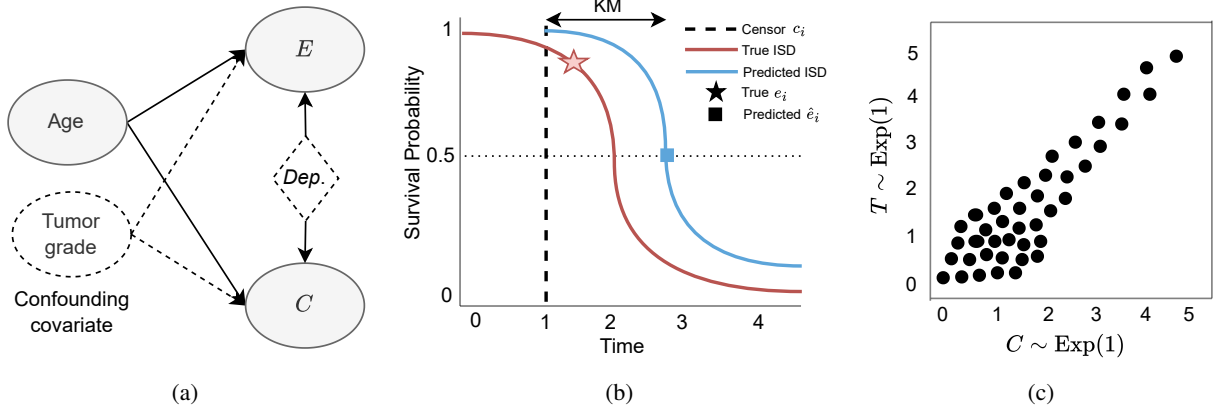 E
Age
Dep.
Tumor
grade
C
Confounding
covariate
(a)
KM
Censor c_i
True ISD
Predicted ISD
True e_i
Predicted ê_i
Survival Probability
1
0.5
0
0 1 2 3 4
Time
(b)
T ∼ Exp(1)
5
4
3
2
1
0
0 1 2 3 4 5
C ∼ Exp(1)
(c)